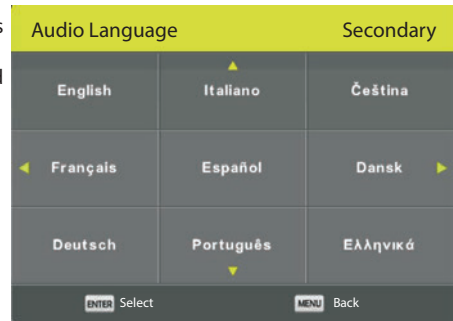 s
Audio Language Secondary
d
English Italiano Čeština
Français Español Dansk
Deutsch Português Ελληνικά
ENTER Select MENU Back